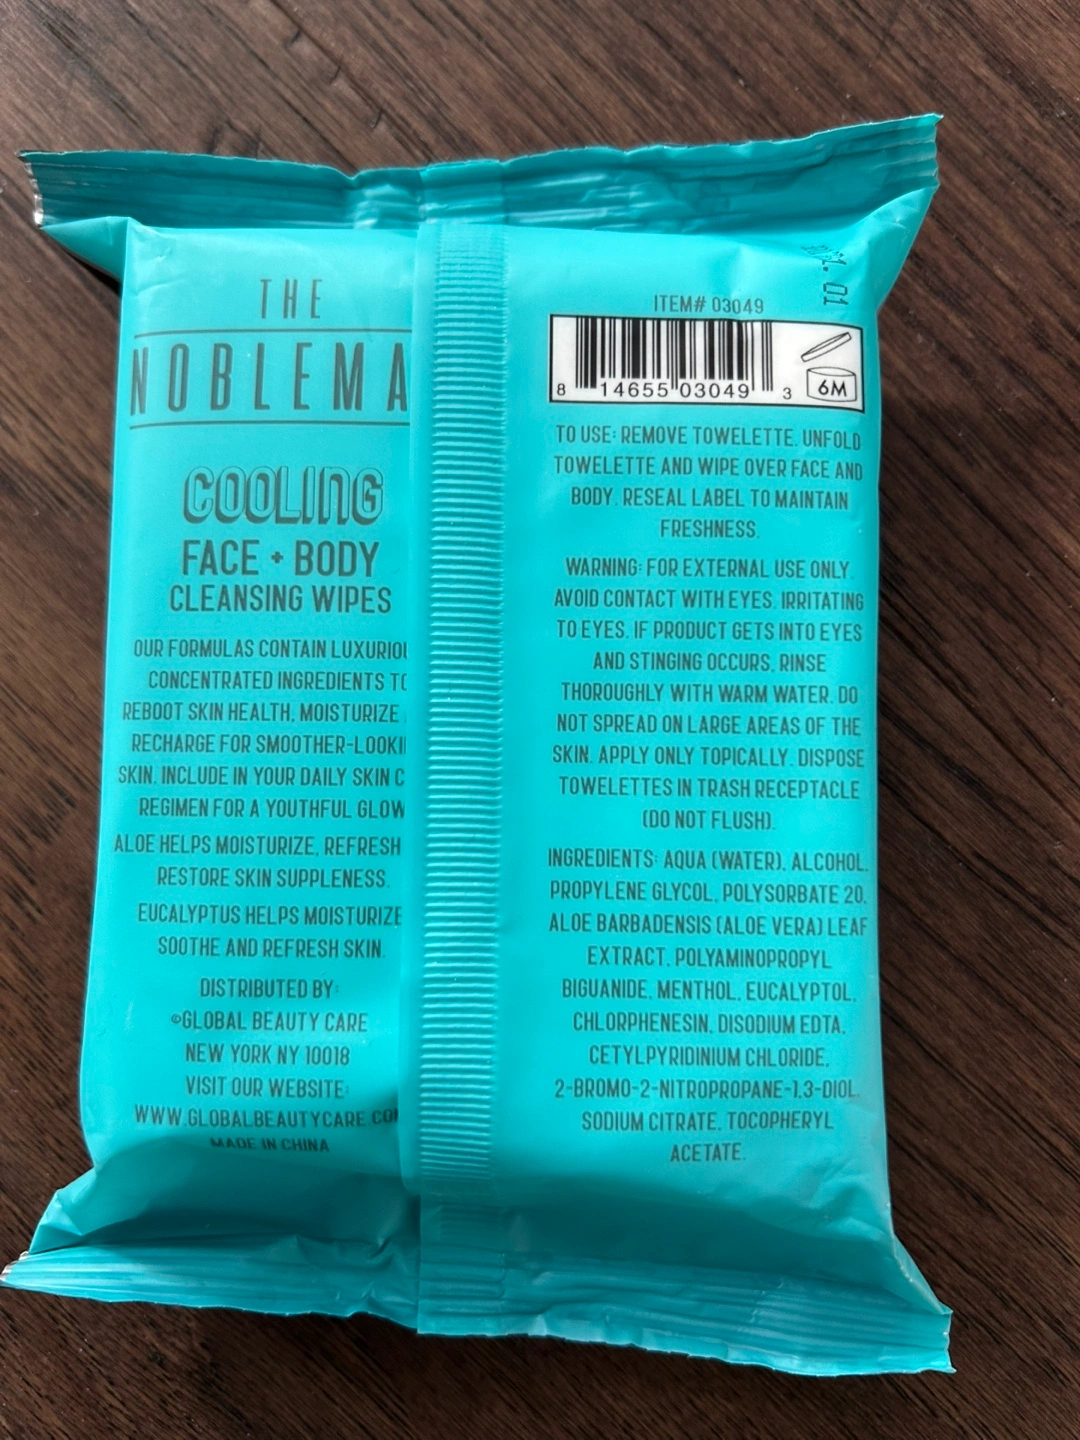 THE
NOBLEMA
COOLING
FACE + BODY
CLEANSING WIPES
OUR FORMULAS CONTAIN LUXURIOU
CONCENTRATED INGREDIENTS TO
REBOOT SKIN HEALTH, MOISTURIZE
RECHARGE FOR SMOOTHER-LOOKI
SKIN. INCLUDE IN YOUR DAILY SKIN C
REGIMEN FOR A YOUTHFUL GLOW
ALOE HELPS MOISTURIZE, REFRESH
RESTORE SKIN SUPPLENESS.
EUCALYPTUS HELPS MOISTURIZE
SOOTHE AND REFRESH SKIN.
DISTRIBUTED BY:
©GLOBAL BEAUTY CARE
NEW YORK NY 10018
VISIT OUR WEBSITE:
WWW.GLOBALBEAUTYCARE.COM
MADE IN CHINA
01
ITEM# 03049
8 14655 03049 3
6M
TO USE: REMOVE TOWELETTE. UNFOLD
TOWELETTE AND WIPE OVER FACE AND
BODY. RESEAL LABEL TO MAINTAIN
FRESHNESS.
WARNING: FOR EXTERNAL USE ONLY.
AVOID CONTACT WITH EYES. IRRITATING
TO EYES. IF PRODUCT GETS INTO EYES
AND STINGING OCCURS, RINSE
THOROUGHLY WITH WARM WATER. DO
NOT SPREAD ON LARGE AREAS OF THE
SKIN. APPLY ONLY TOPICALLY. DISPOSE
TOWELETTES IN TRASH RECEPTACLE
(DO NOT FLUSH).
INGREDIENTS: AQUA (WATER), ALCOHOL,
PROPYLENE GLYCOL, POLYSORBATE 20,
ALOE BARBADENSIS (ALOE VERA) LEAF
EXTRACT, POLYAMINOPROPYL
BIGUANIDE, MENTHOL, EUCALYPTOL,
CHLORPHENESIN, DISODIUM EDTA,
CETYLPYRIDINIUM CHLORIDE,
2-BROMO-2-NITROPROPANE-1,3-DIOL,
SODIUM CITRATE, TOCOPHERYL
ACETATE.